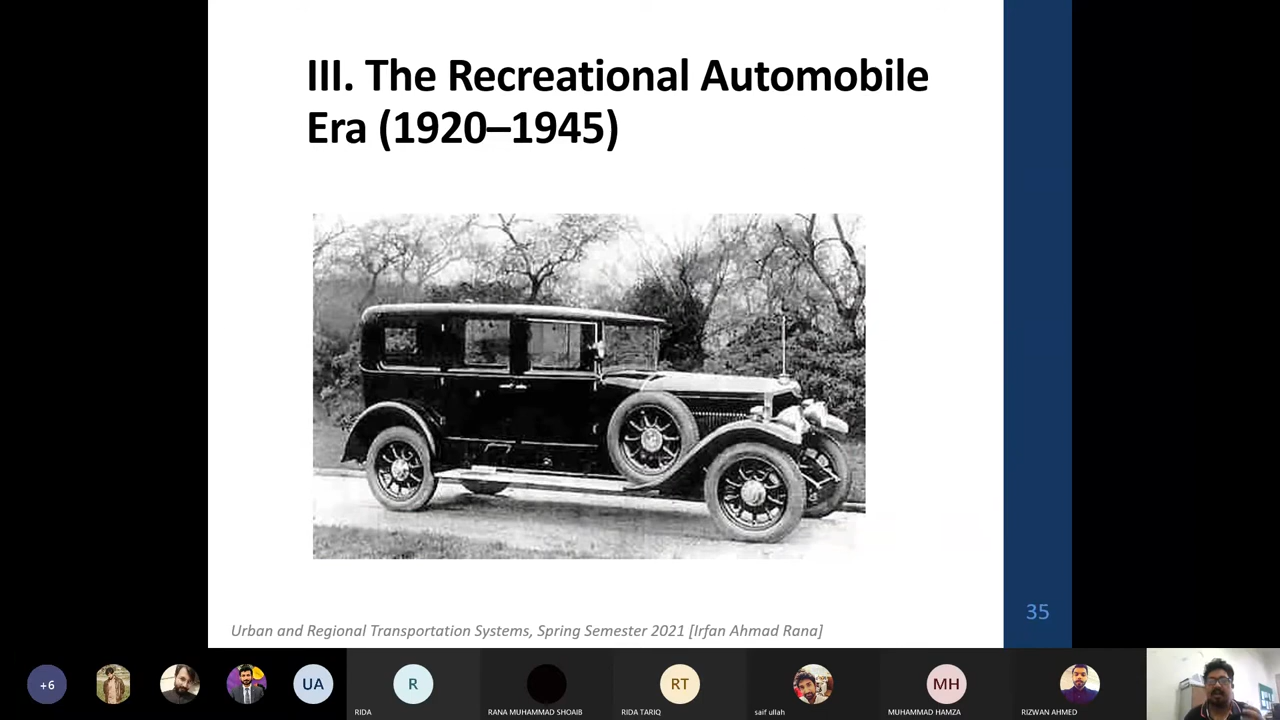 III. The Recreational Automobile
Era (1920–1945)
35
Urban and Regional Transportation Systems, Spring Semester 2021 [Irfan Ahmad Rana]
+6
UA
R
RT
MH
RIDA
RANA MUHAMMAD SHOAIB
RIDA TARIQ
saif ullah
MUHAMMAD HAMZA
RIZWAN AHMED